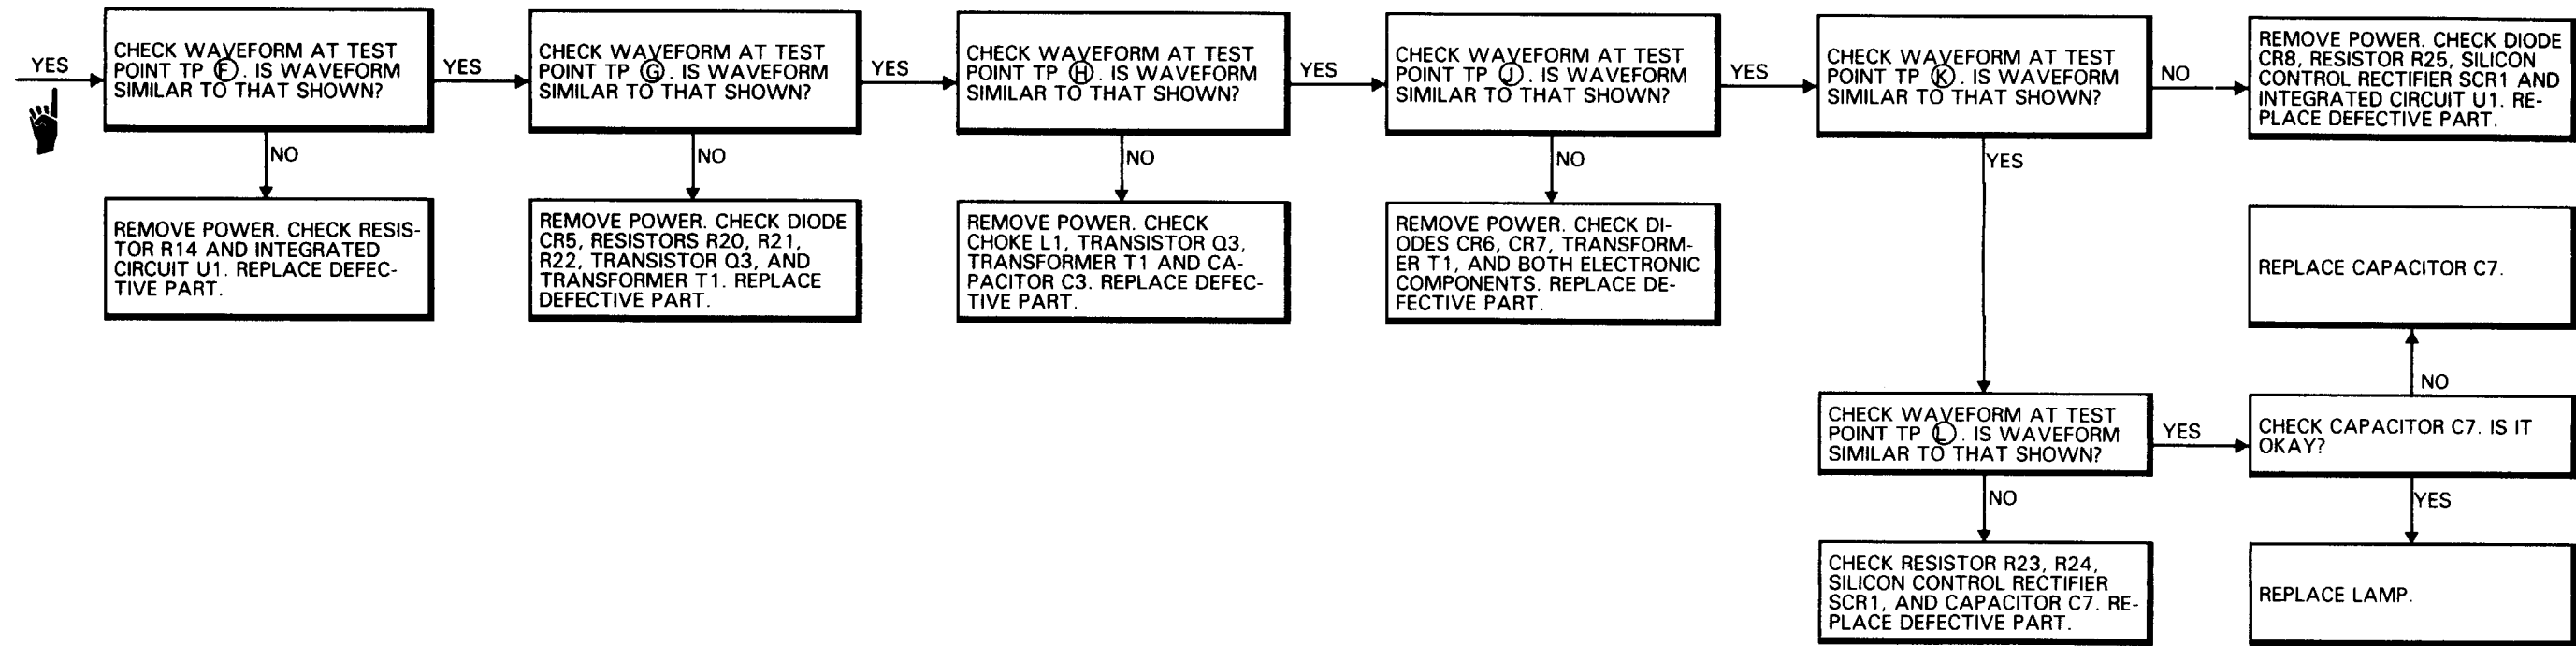 YES
CHECK WAVEFORM AT TEST
POINT TP F. IS WAVEFORM
SIMILAR TO THAT SHOWN?
YES
CHECK WAVEFORM AT TEST
POINT TP G. IS WAVEFORM
SIMILAR TO THAT SHOWN?
YES
CHECK WAVEFORM AT TEST
POINT TP H. IS WAVEFORM
SIMILAR TO THAT SHOWN?
YES
CHECK WAVEFORM AT TEST
POINT TP J. IS WAVEFORM
SIMILAR TO THAT SHOWN?
YES
CHECK WAVEFORM AT TEST
POINT TP K. IS WAVEFORM
SIMILAR TO THAT SHOWN?
NO
REMOVE POWER. CHECK DIODE
CR8, RESISTOR R25, SILICON
CONTROL RECTIFIER SCR1 AND
INTEGRATED CIRCUIT U1. RE-
PLACE DEFECTIVE PART.
NO
NO
NO
NO
YES
REMOVE POWER. CHECK RESIS-
TOR R14 AND INTEGRATED
CIRCUIT U1. REPLACE DEFEC-
TIVE PART.
REMOVE POWER. CHECK DIODE
CR5, RESISTORS R20, R21,
R22, TRANSISTOR Q3, AND
TRANSFORMER T1. REPLACE
DEFECTIVE PART.
REMOVE POWER. CHECK
CHOKE L1, TRANSISTOR Q3,
TRANSFORMER T1 AND CA-
PACITOR C3. REPLACE DEFEC-
TIVE PART.
REMOVE POWER. CHECK DI-
ODES CR6, CR7, TRANSFORM-
ER T1, AND BOTH ELECTRONIC
COMPONENTS. REPLACE DE-
FECTIVE PART.
REPLACE CAPACITOR C7.
NO
CHECK WAVEFORM AT TEST
POINT TP L. IS WAVEFORM
SIMILAR TO THAT SHOWN?
YES
CHECK CAPACITOR C7. IS IT
OKAY?
NO
YES
CHECK RESISTOR R23, R24,
SILICON CONTROL RECTIFIER
SCR1, AND CAPACITOR C7. RE-
PLACE DEFECTIVE PART.
REPLACE LAMP.